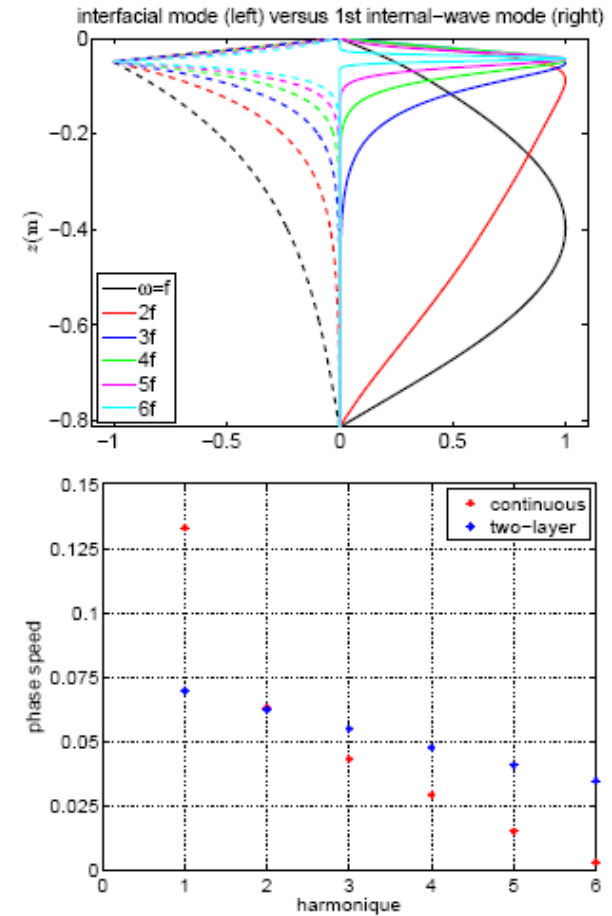 interfacial mode (left) versus 1st internal-wave mode (right)
0
-0.2
-0.4
-0.6
-0.8
z(m)
ω=f
2f
3f
4f
5f
6f
-1 -0.5 0 0.5 1
0.15
0.125
0.1
0.075
0.05
0.025
0
phase speed
continuous
two-layer
0 1 2 3 4 5 6
harmonique